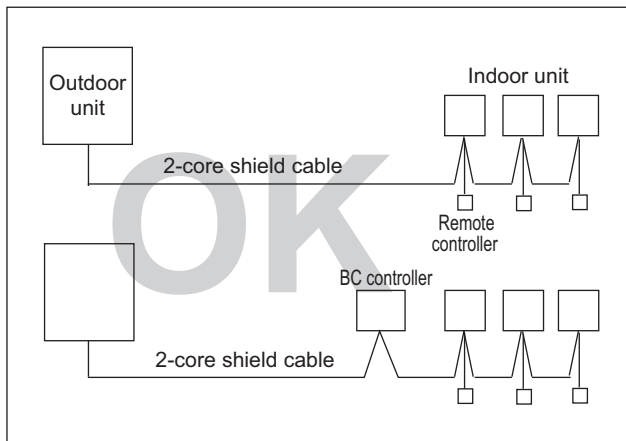 Outdoor
unit
Indoor unit
2-core shield cable
Remote
controller
OK
BC controller
2-core shield cable